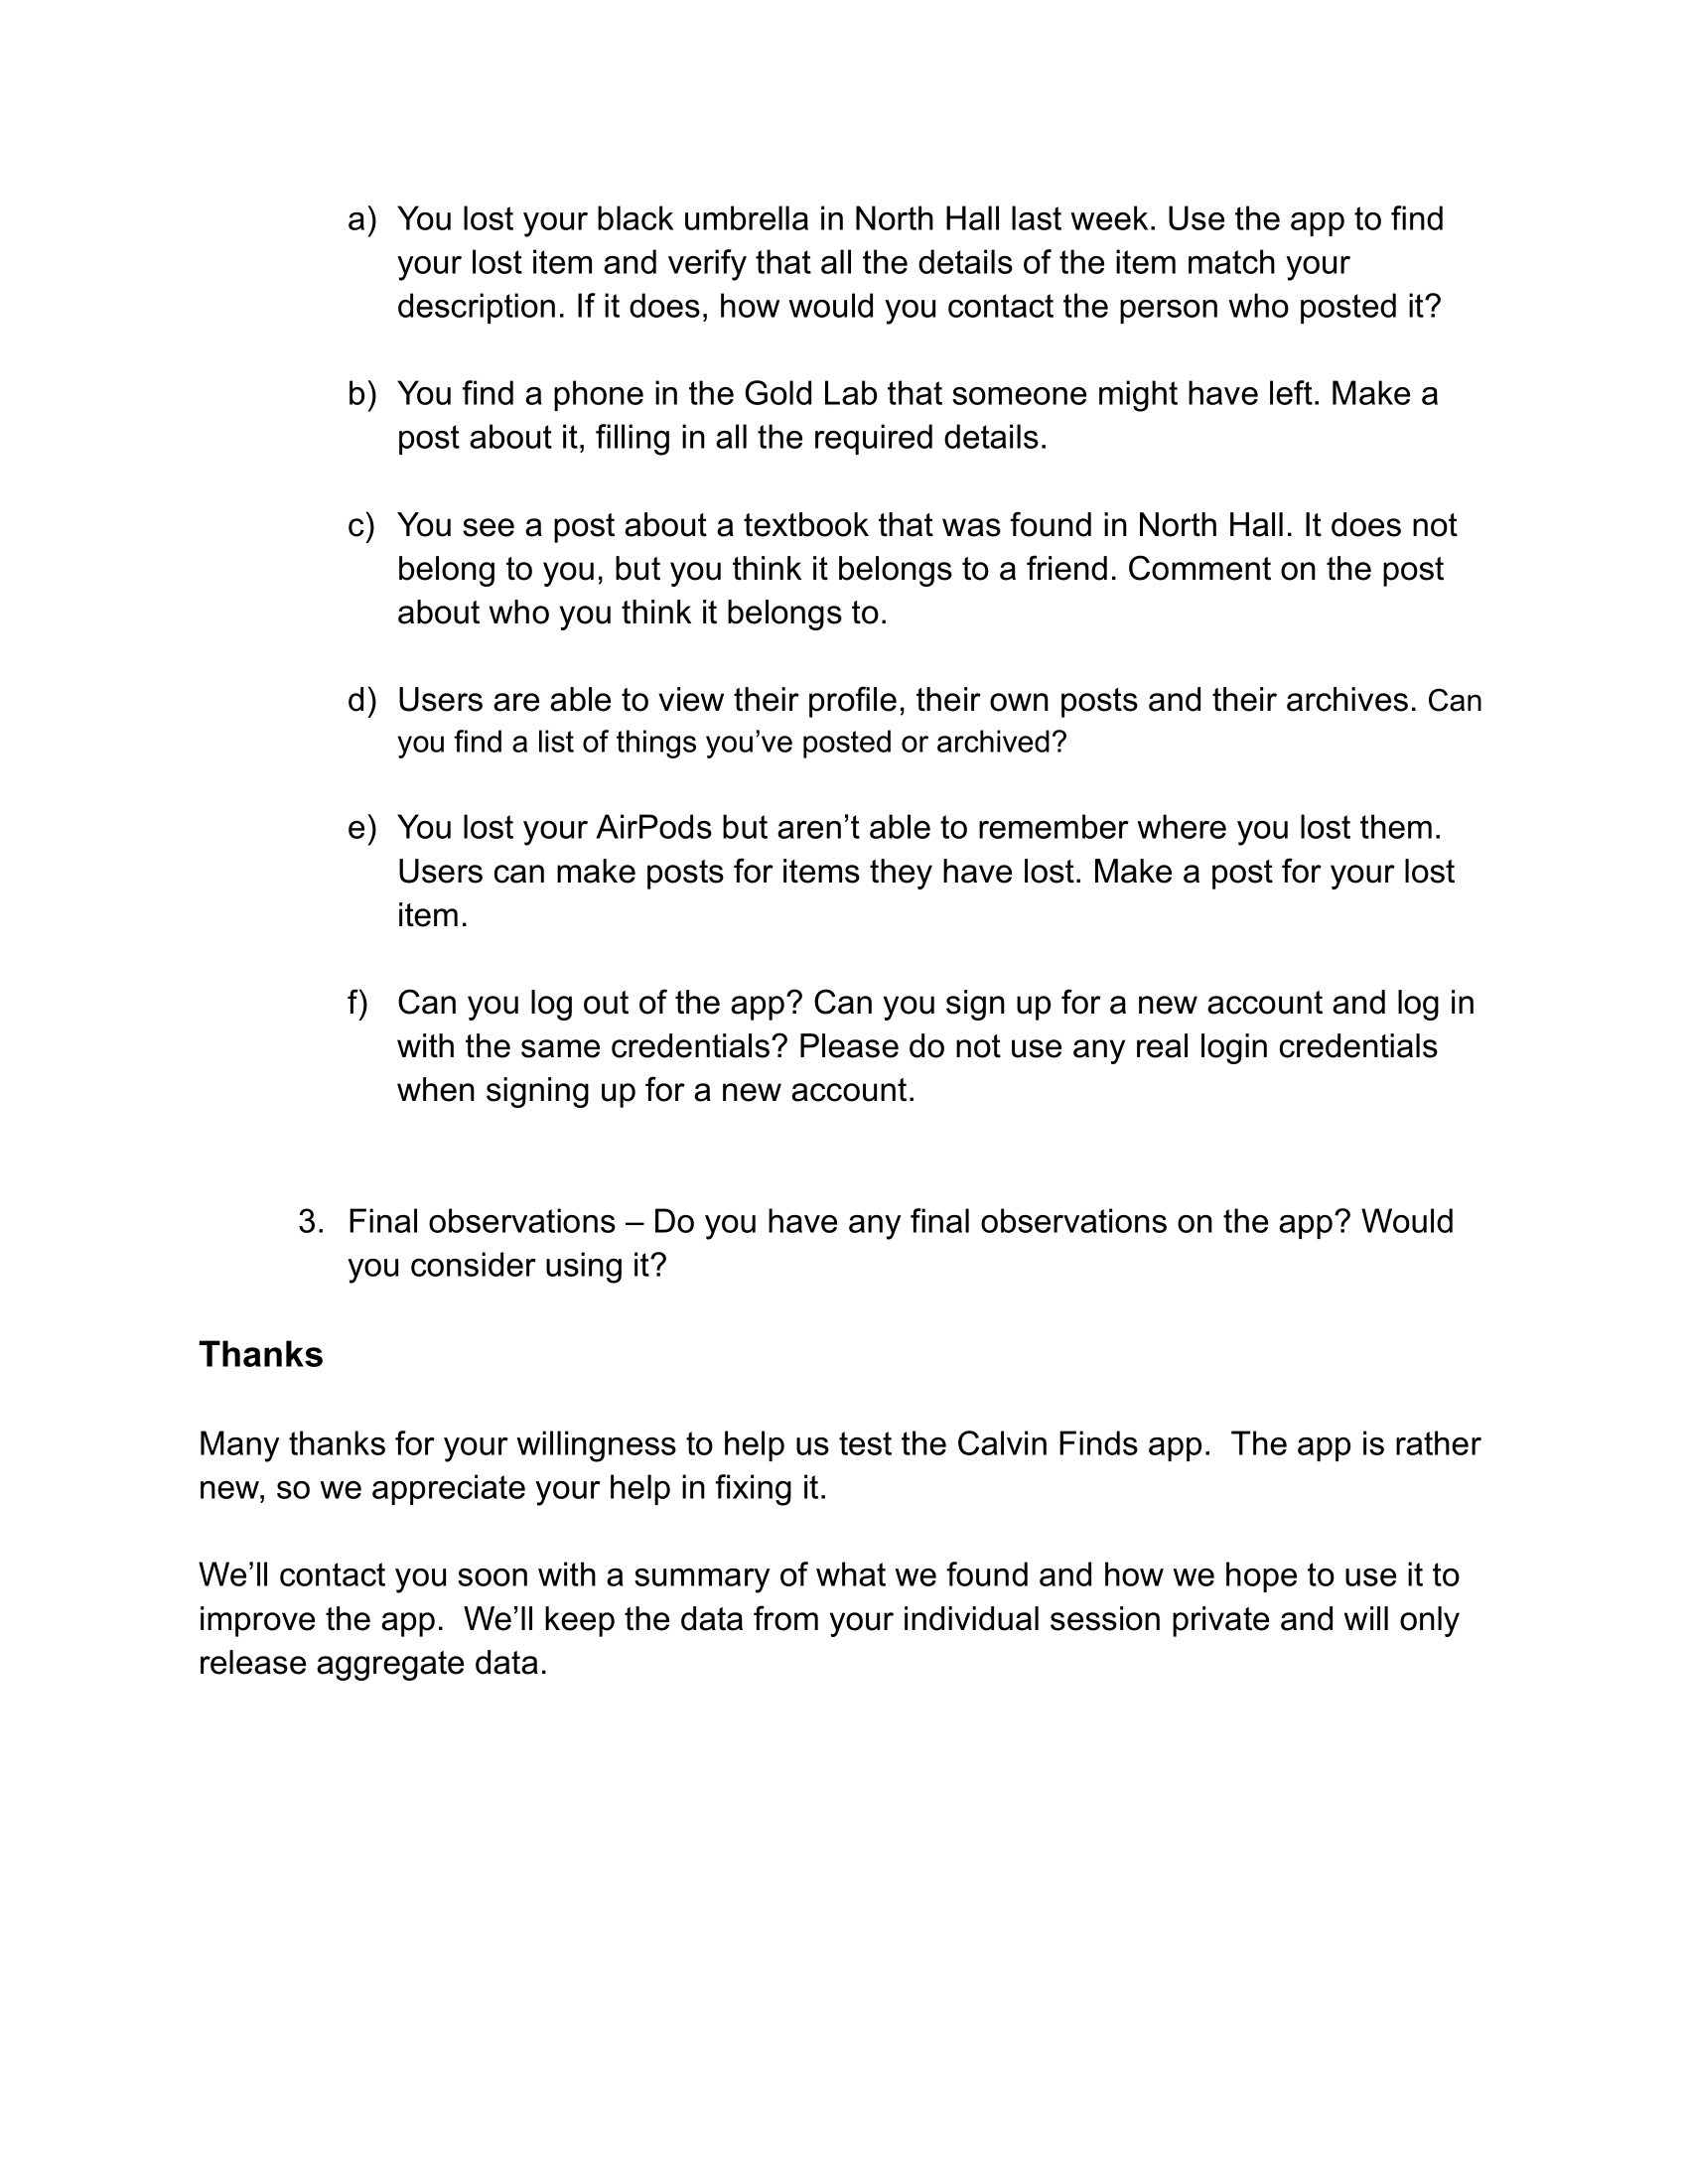 a) You lost your black umbrella in North Hall last week. Use the app to find
your lost item and verify that all the details of the item match your
description. If it does, how would you contact the person who posted it?
b) You find a phone in the Gold Lab that someone might have left. Make a
post about it, filling in all the required details.
c) You see a post about a textbook that was found in North Hall. It does not
belong to you, but you think it belongs to a friend. Comment on the post
about who you think it belongs to.
d) Users are able to view their profile, their own posts and their archives. Can
you find a list of things you’ve posted or archived?
e) You lost your AirPods but aren’t able to remember where you lost them.
Users can make posts for items they have lost. Make a post for your lost
item.
f) Can you log out of the app? Can you sign up for a new account and log in
with the same credentials? Please do not use any real login credentials
when signing up for a new account.
3. Final observations – Do you have any final observations on the app? Would
you consider using it?
Thanks
Many thanks for your willingness to help us test the Calvin Finds app.  The app is rather
new, so we appreciate your help in fixing it.
We’ll contact you soon with a summary of what we found and how we hope to use it to
improve the app.  We’ll keep the data from your individual session private and will only
release aggregate data.